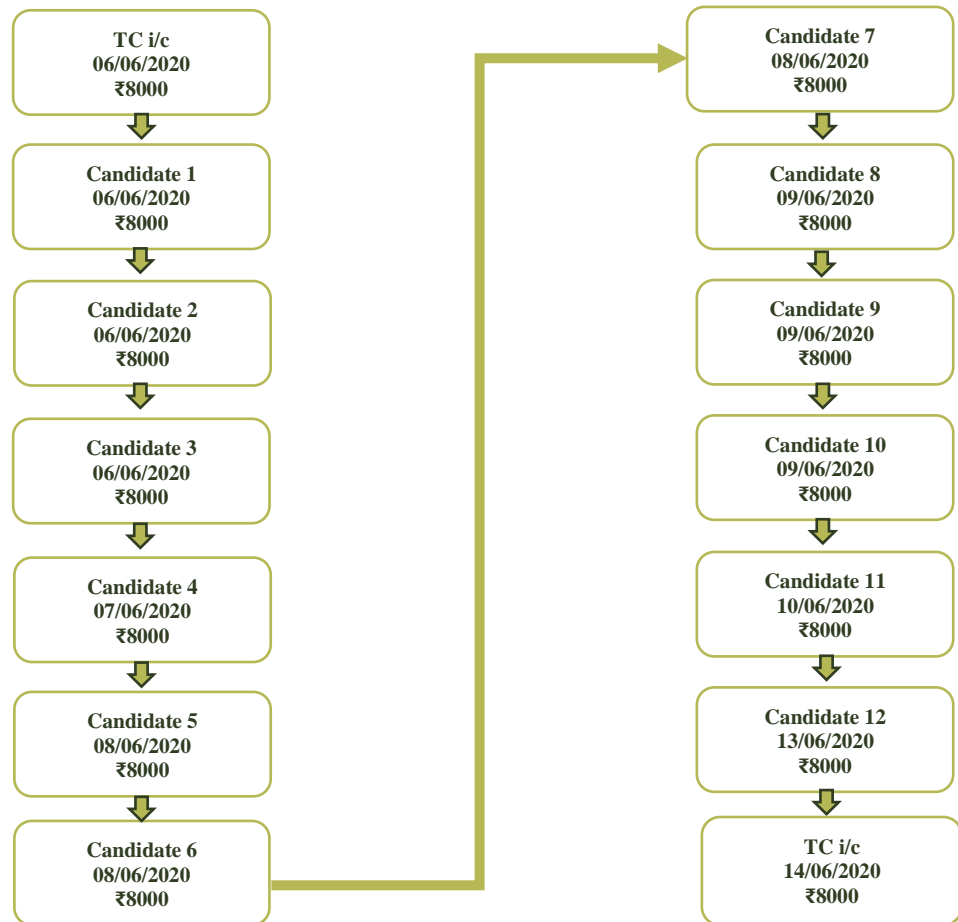 TC i/c
06/06/2020
₹8000
Candidate 1
06/06/2020
₹8000
Candidate 2
06/06/2020
₹8000
Candidate 3
06/06/2020
₹8000
Candidate 4
07/06/2020
₹8000
Candidate 5
08/06/2020
₹8000
Candidate 6
08/06/2020
₹8000
Candidate 7
08/06/2020
₹8000
Candidate 8
09/06/2020
₹8000
Candidate 9
09/06/2020
₹8000
Candidate 10
09/06/2020
₹8000
Candidate 11
10/06/2020
₹8000
Candidate 12
13/06/2020
₹8000
TC i/c
14/06/2020
₹8000